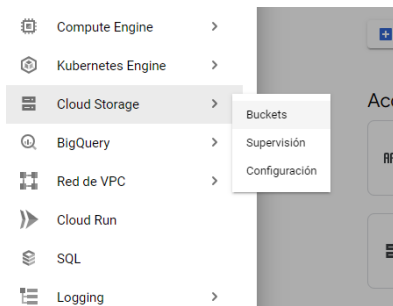 Compute Engine
Kubernetes Engine
Cloud Storage
BigQuery
Red de VPC
Cloud Run
SQL
Logging
Buckets
Supervisión
Configuración